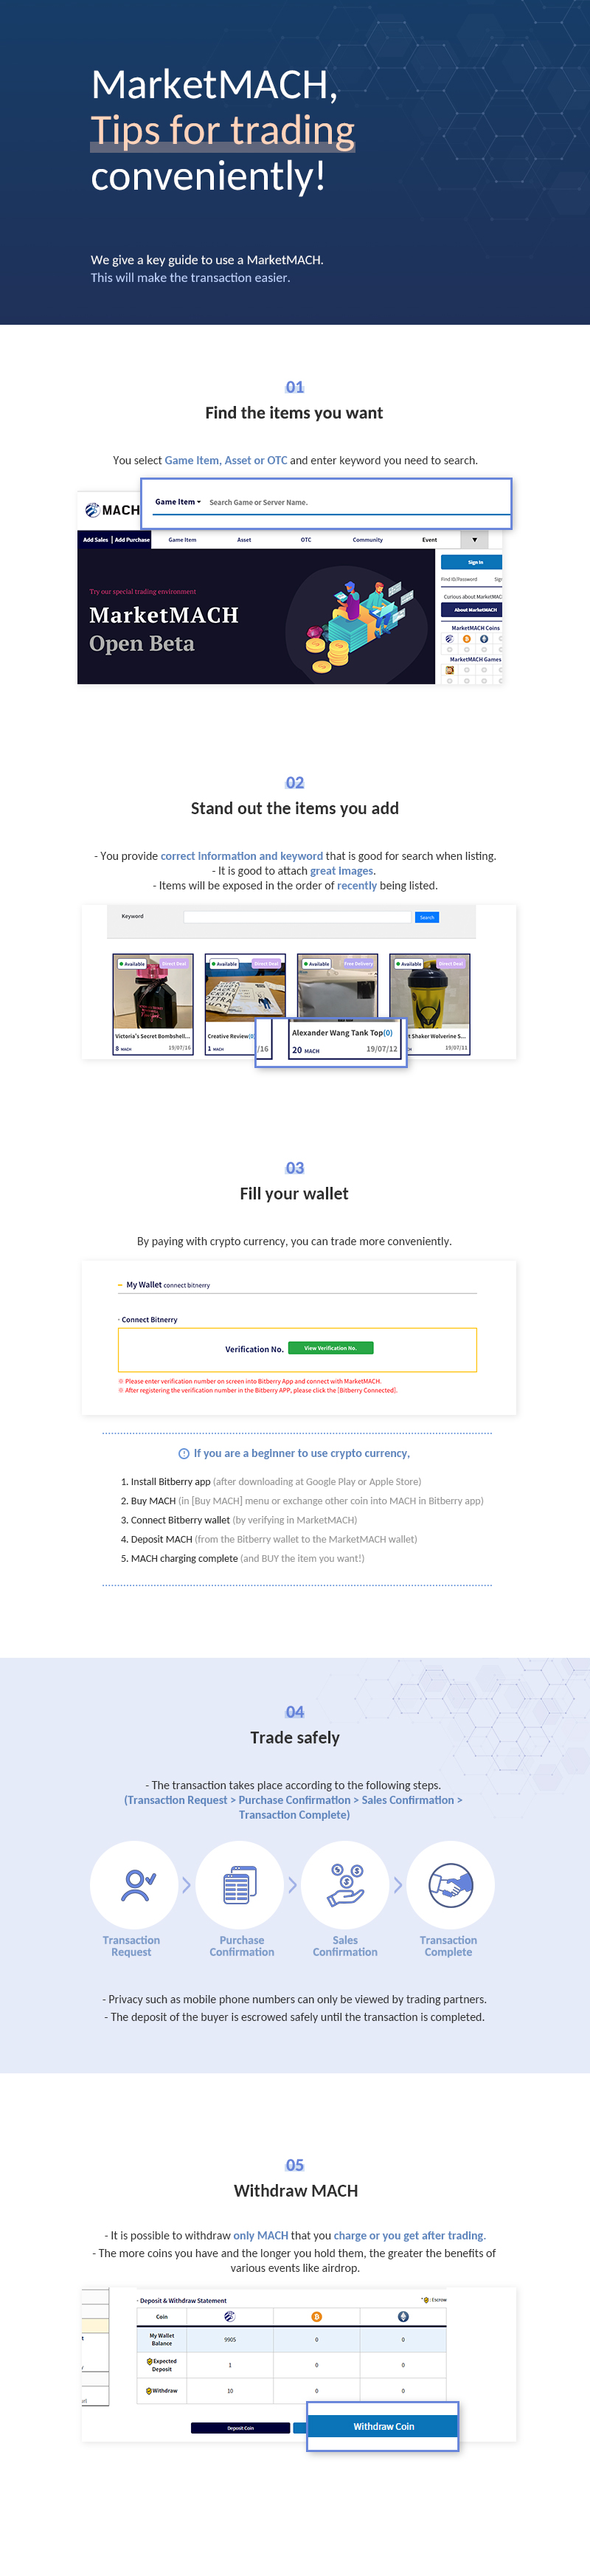 MarketMACH,
Tips for trading
conveniently!
We give a key guide to use a MarketMACH.
This will make the transaction easier.
01
Find the items you want
You select Game Item, Asset or OTC and enter keyword you need to search.
Game Item Search Game or Server Name.
MACH
Add Sales | Add Purchase Game Item Asset OTC Community Event
Sign in
Find ID/Password
Try our special trading environment
Curious about MarketMAC
MarketMACH
About MarketMACH
Open Beta
MarketMACH Coins
MarketMACH Games
02
Stand out the items you add
- You provide correct information and keyword that is good for search when listing.
- It is good to attach great images.
- Items will be exposed in the order of recently being listed.
Keyword Search
Available Direct Deal Available Direct Deal Available Free Delivery Available Direct Deal
Victoria's Secret Bombshell... Creative Review(0) Alexander Wang Tank Top(0) t Shaker Wolverine S...
8 MACH 19/07/16 1 MACH /16 20 MACH 19/07/12 19/07/11
03
Fill your wallet
By paying with crypto currency, you can trade more conveniently.
My Wallet connect bitnerry
· Connect Bitnerry
Verification No. View Verification No.
※ Please enter verification number on screen into Bitberry App and connect with MarketMACH.
※ After registering the verification number in the Bitberry APP, please click the [Bitberry Connected].
If you are a beginner to use crypto currency,
1. Install Bitberry app (after downloading at Google Play or Apple Store)
2. Buy MACH (in [Buy MACH] menu or exchange other coin into MACH in Bitberry app)
3. Connect Bitberry wallet (by verifying in MarketMACH)
4. Deposit MACH (from the Bitberry wallet to the MarketMACH wallet)
5. MACH charging complete (and BUY the item you want!)
04
Trade safely
- The transaction takes place according to the following steps.
(Transaction Request > Purchase Confirmation > Sales Confirmation >
Transaction Complete)
Transaction Purchase Sales Transaction
Request Confirmation Confirmation Complete
- Privacy such as mobile phone numbers can only be viewed by trading partners.
- The deposit of the buyer is escrowed safely until the transaction is completed.
05
Withdraw MACH
- It is possible to withdraw only MACH that you charge or you get after trading.
- The more coins you have and the longer you hold them, the greater the benefits of
various events like airdrop.
· Deposit & Withdraw Statement * : Escrow
Coin
My Wallet
Balance 9905 0 0
Expected
Deposit 1 0 0
Withdraw 10 0 0
Deposit Coin Withdraw Coin